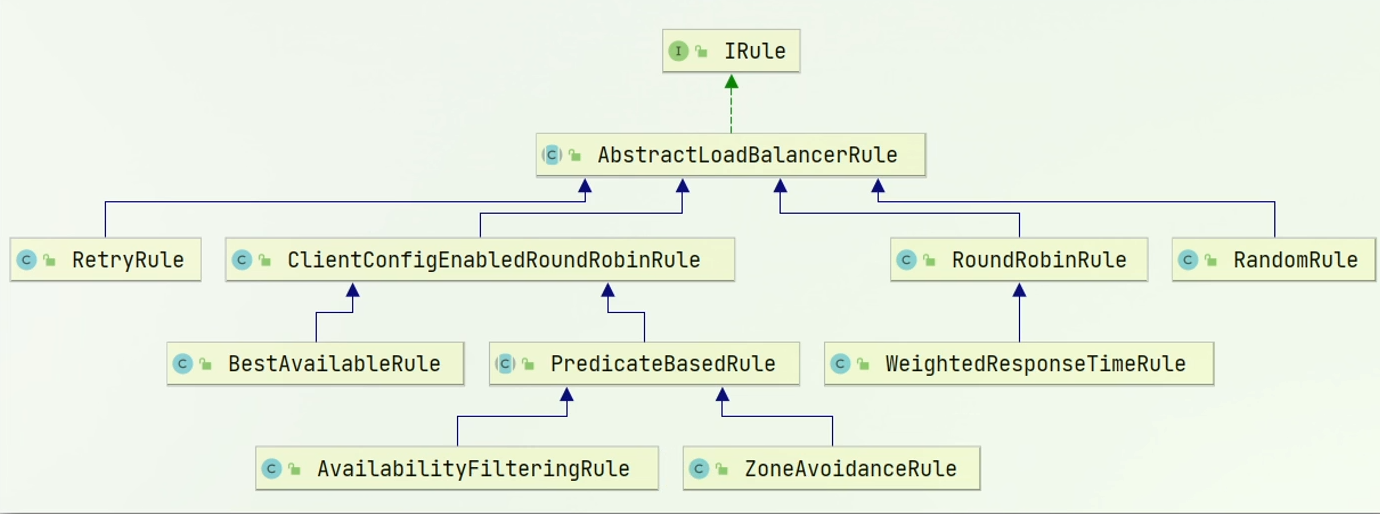 IRule
AbstractLoadBalancerRule
RetryRule
ClientConfigEnabledRoundRobinRule
RoundRobinRule
RandomRule
BestAvailableRule
PredicateBasedRule
WeightedResponseTimeRule
AvailabilityFilteringRule
ZoneAvoidanceRule